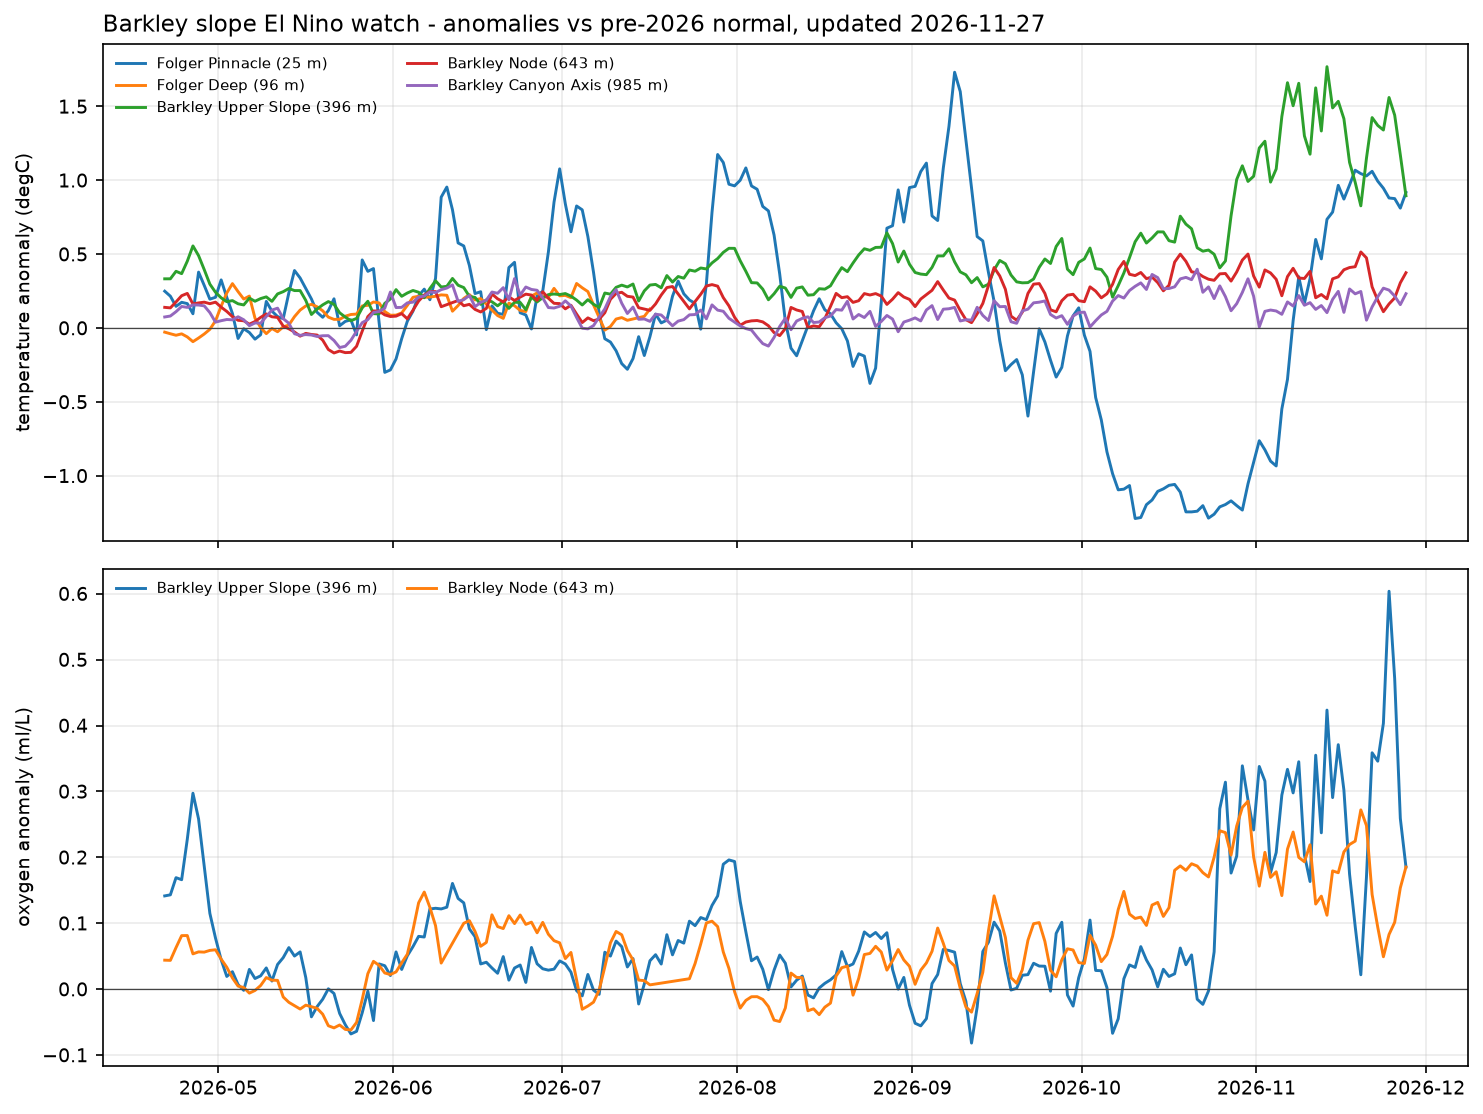 Barkley slope El Nino watch - anomalies vs pre-2026 normal, updated 2026-11-27
Folger Pinnacle (25 m)
Folger Deep (96 m)
Barkley Upper Slope (396 m)
Barkley Node (643 m)
Barkley Canyon Axis (985 m)
temperature anomaly (degC)
1.5
1.0
0.5
0.0
−0.5
−1.0
Barkley Upper Slope (396 m)
Barkley Node (643 m)
oxygen anomaly (ml/L)
0.6
0.5
0.4
0.3
0.2
0.1
0.0
−0.1
2026-05 2026-06 2026-07 2026-08 2026-09 2026-10 2026-11 2026-12